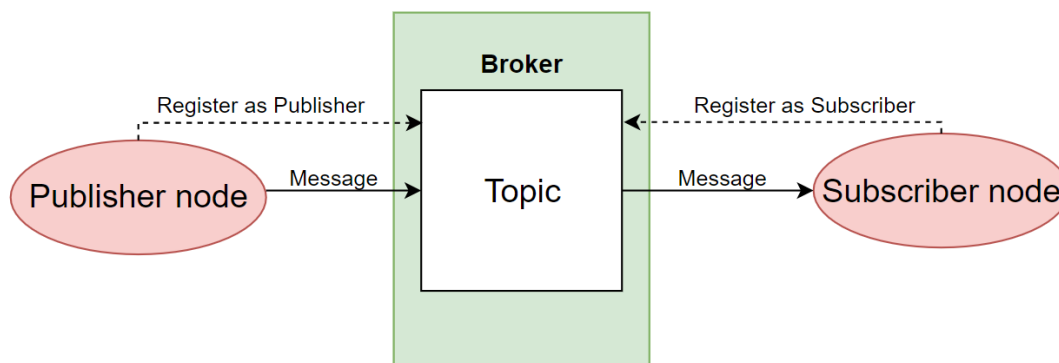 Broker
Register as Publisher
Register as Subscriber
Publisher node
Message
Topic
Message
Subscriber node